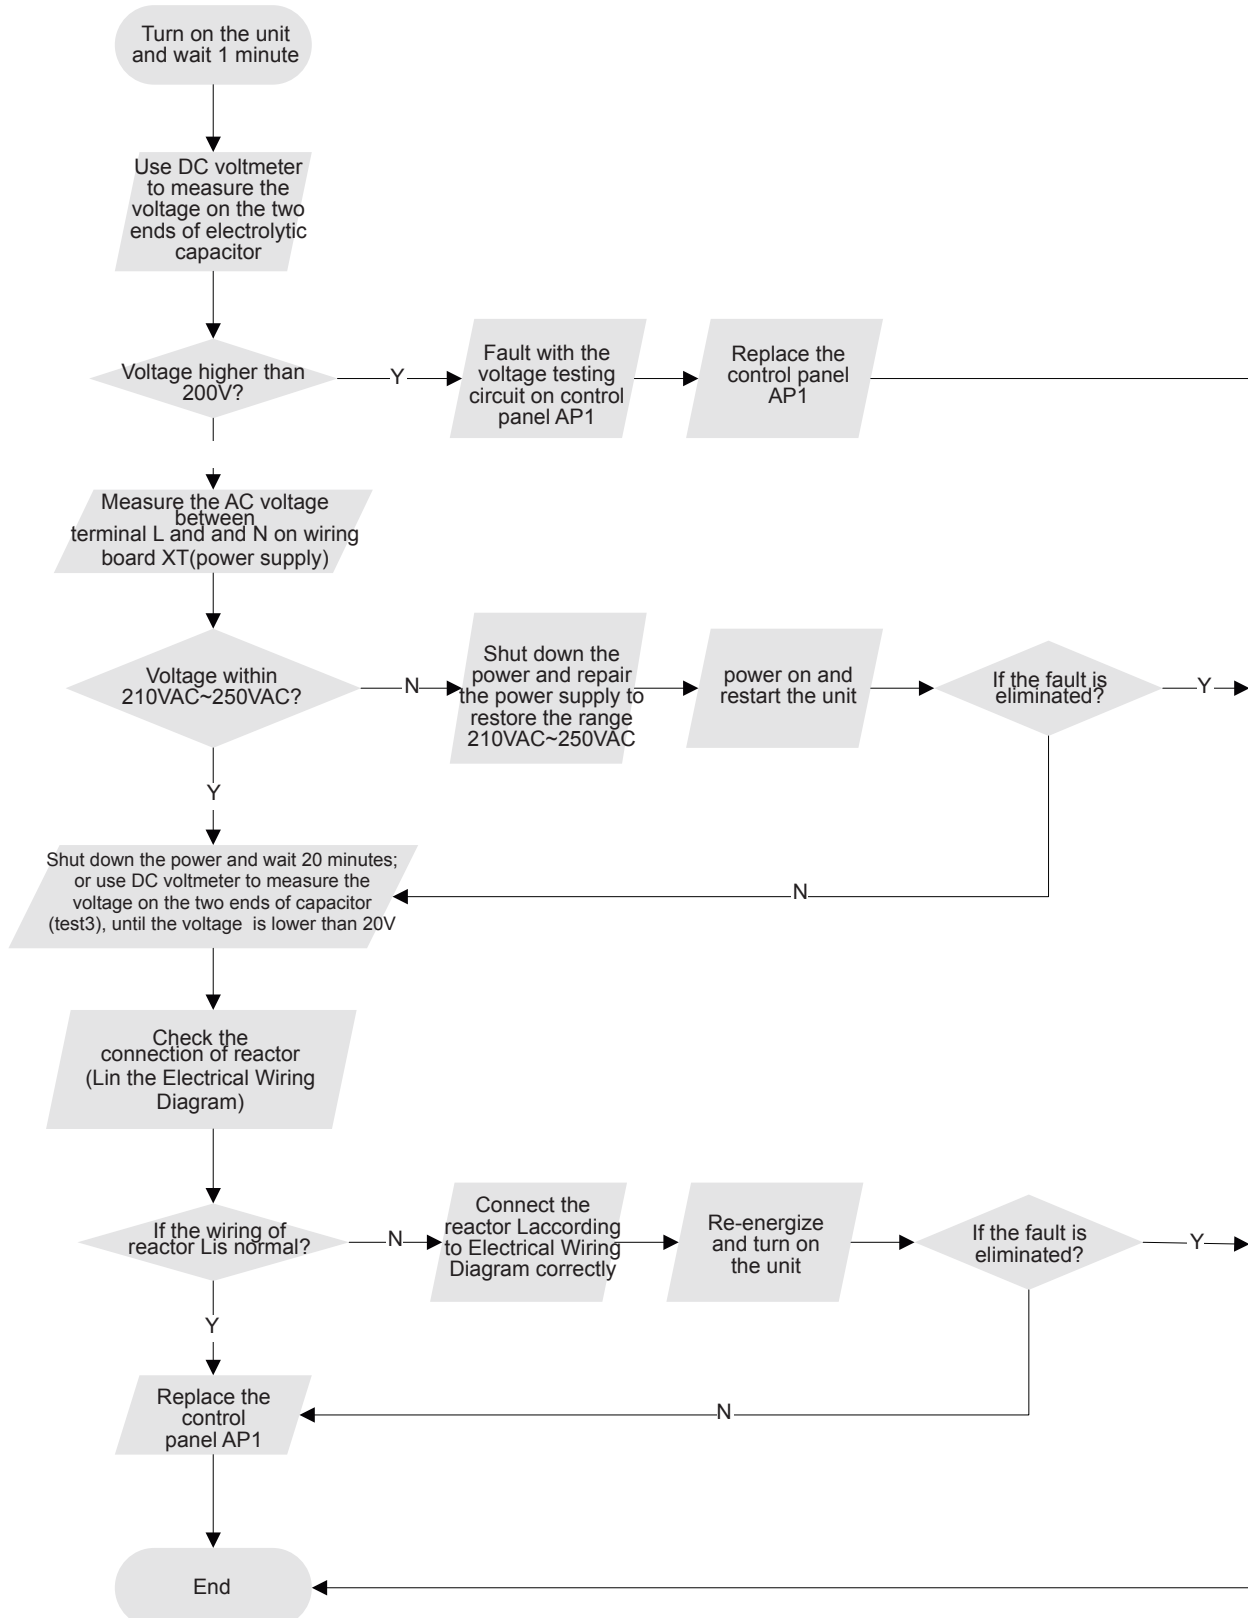 Turn on the unit
and wait 1 minute
Use DC voltmeter
to measure the
voltage on the two
ends of electrolytic
capacitor
Voltage higher than
200V?
Y
Fault with the
voltage testing
circuit on control
panel AP1
Replace the
control panel
AP1
Measure the AC voltage
between
terminal L and and N on wiring
board XT(power supply)
Voltage within
210VAC~250VAC?
N
Shut down the
power and repair
the power supply to
restore the range
210VAC~250VAC
power on and
restart the unit
If the fault is
eliminated?
Y
Y
Shut down the power and wait 20 minutes;
or use DC voltmeter to measure the
voltage on the two ends of capacitor
(test3), until the voltage  is lower than 20V
N
Check the
connection of reactor
(Lin the Electrical Wiring
Diagram)
If the wiring of
reactor Lis normal?
N
Connect the
reactor Laccording
to Electrical Wiring
Diagram correctly
Re-energize
and turn on
the unit
If the fault is
eliminated?
Y
Y
Replace the
control
panel AP1
N
End